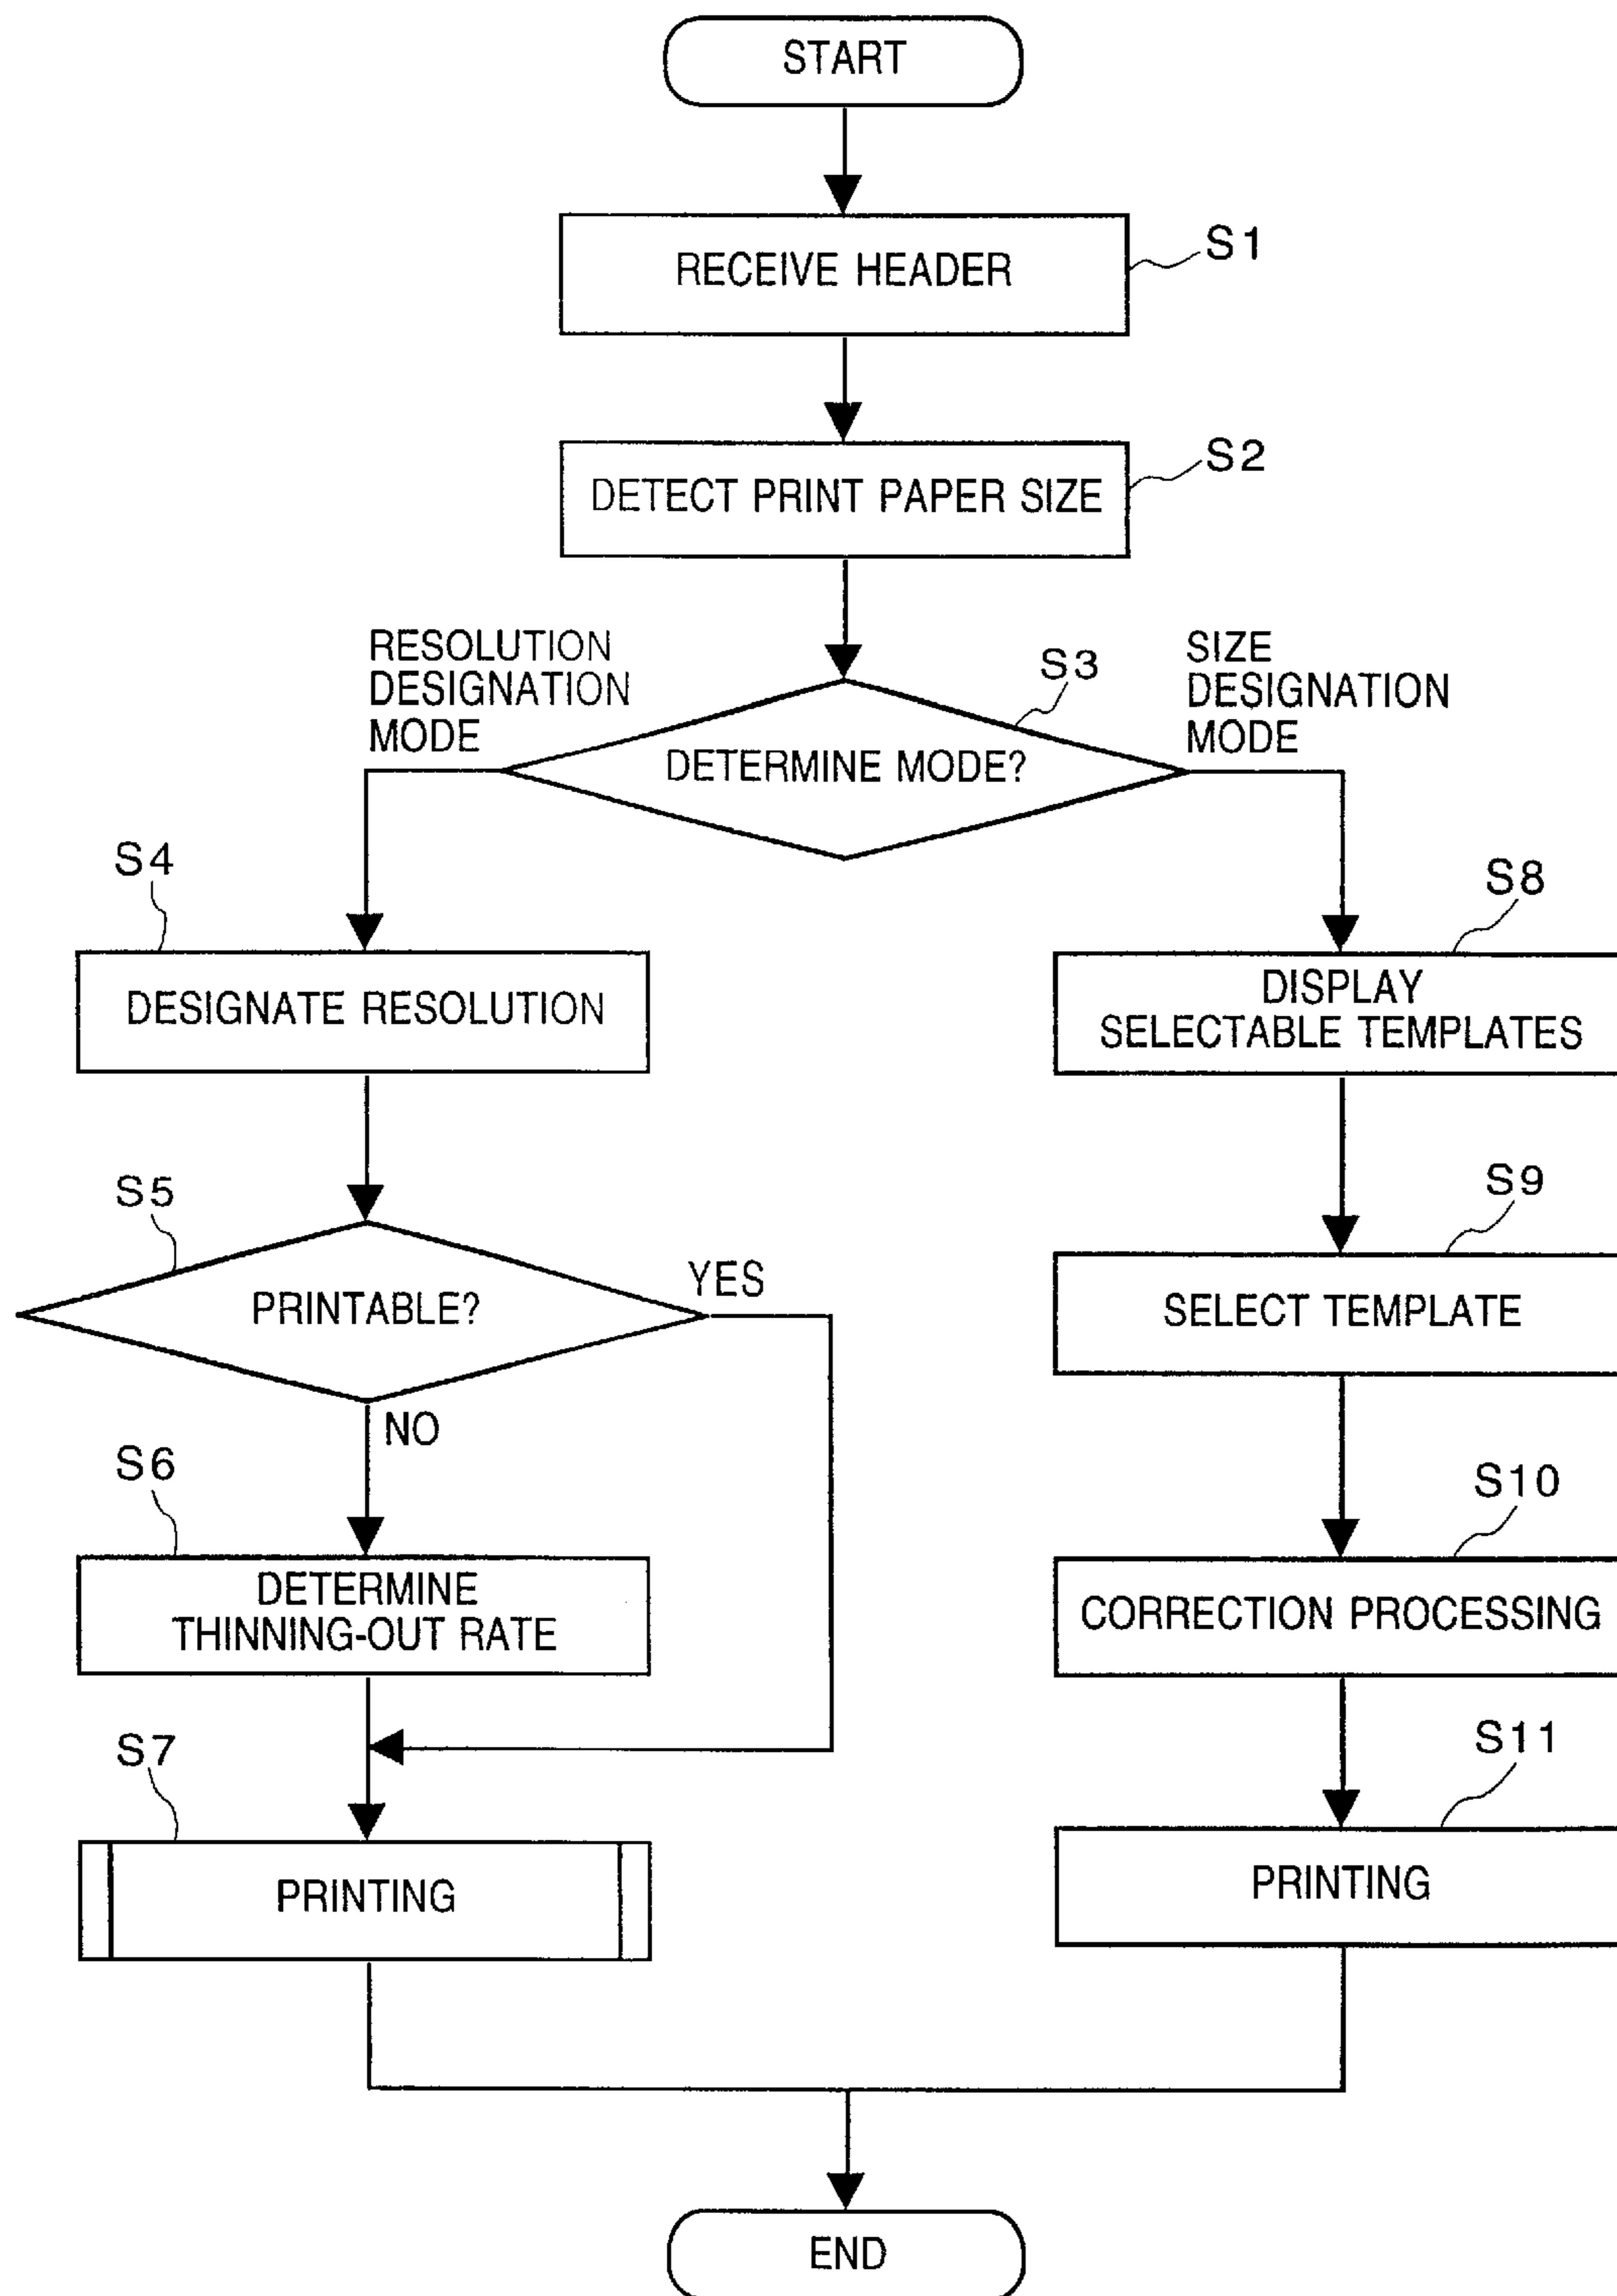 START
RECEIVE HEADER
S1
DETECT PRINT PAPER SIZE
S2
RESOLUTION
DESIGNATION
MODE
S3
SIZE
DESIGNATION
MODE
DETERMINE MODE?
S4
DESIGNATE RESOLUTION
S5
PRINTABLE?
YES
NO
S6
DETERMINE
THINNING-OUT RATE
S7
PRINTING
S8
DISPLAY
SELECTABLE TEMPLATES
S9
SELECT TEMPLATE
S10
CORRECTION PROCESSING
S11
PRINTING
END